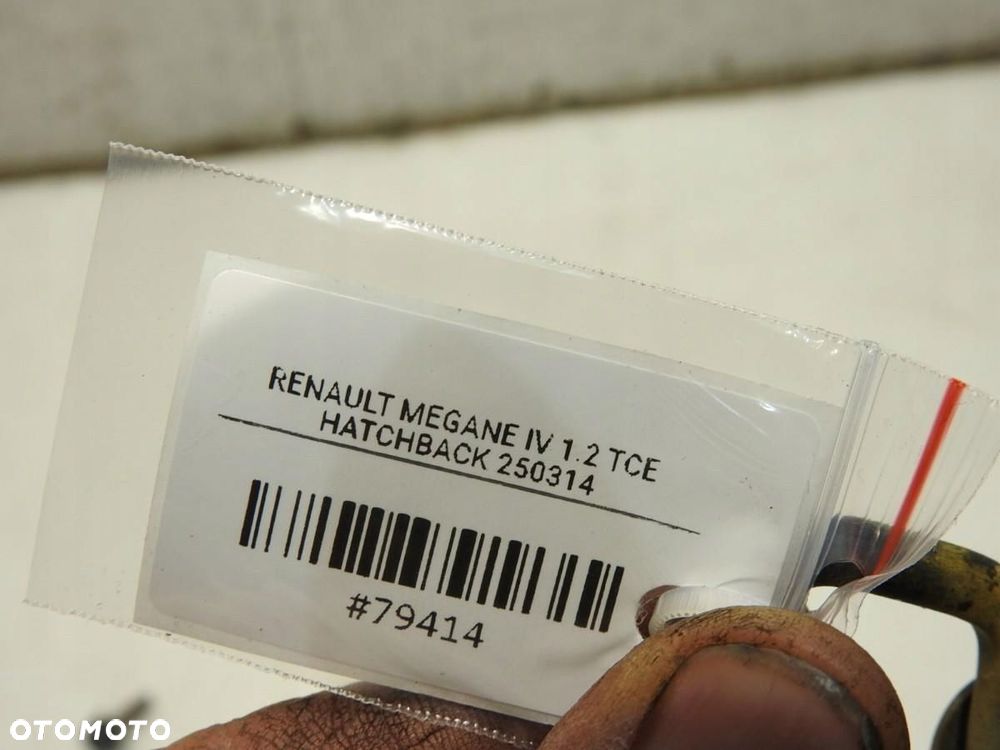 RENAULT MEGANE IV 1.2 TCE
HATCHBACK 250314
#79414
OTOMOTO